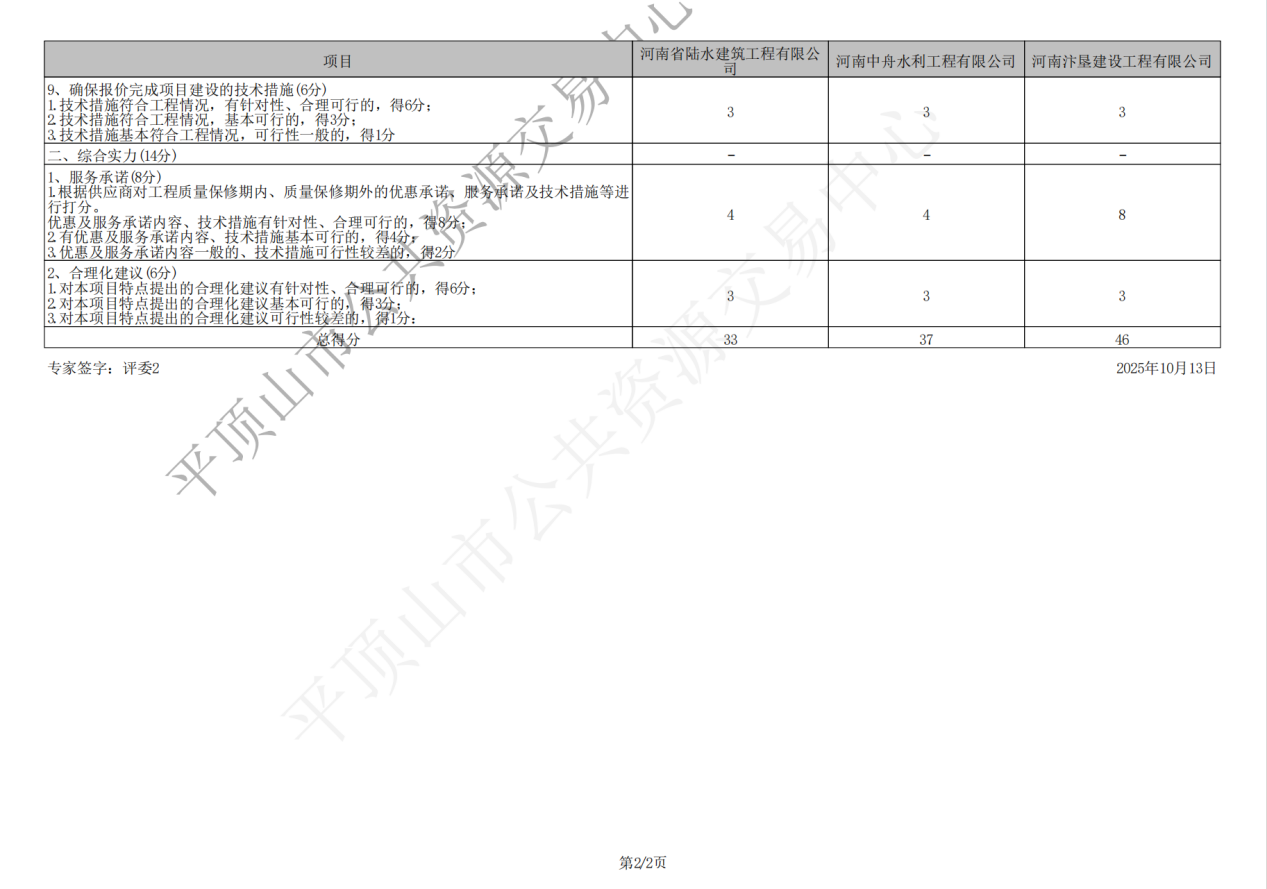 项目
河南省陆水建筑工程有限公
司
河南中舟水利工程有限公司
河南汴垦建设工程有限公司
9、确保报价完成项目建设的技术措施(6分)
1.技术措施符合工程情况，有针对性、合理可行的，得6分；
2.技术措施符合工程情况，基本可行的，得3分；
3.技术措施基本符合工程情况，可行性一般的，得1分
3
3
3
二、综合实力(14分)
-
-
-
1、服务承诺(8分)
1.根据供应商对工程质量保修期内、质量保修期外的优惠承诺、服务承诺及技术措施等进
行打分。
优惠及服务承诺内容、技术措施有针对性、合理可行的，得8分；
2.有优惠及服务承诺内容、技术措施基本可行的，得4分；
3.优惠及服务承诺内容一般的、技术措施可行性较差的，得2分
4
4
8
2、合理化建议(6分)
1.对本项目特点提出的合理化建议有针对性、合理可行的，得6分；
2.对本项目特点提出的合理化建议基本可行的，得3分；
3.对本项目特点提出的合理化建议可行性较差的，得1分：
3
3
3
总得分
33
37
46
专家签字：评委2
2025年10月13日
平顶山市公共资源交易中心
平顶山市公共资源交易中心
第2/2页